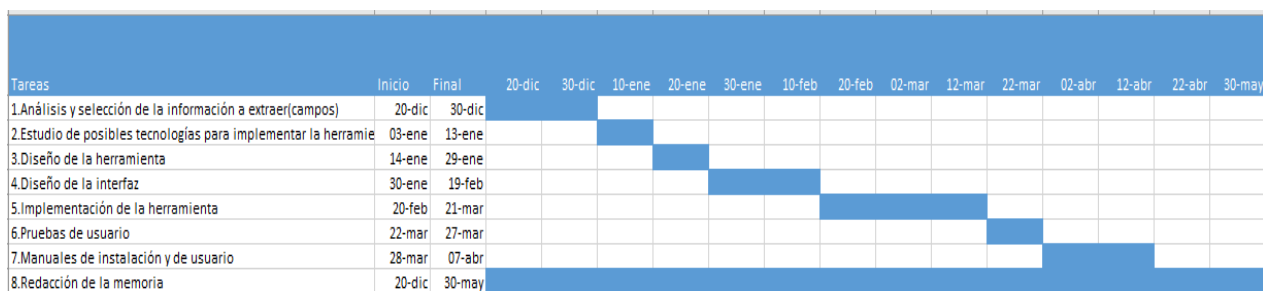 Tareas Inicio Final 20-dic 30-dic 10-ene 20-ene 30-ene 10-feb 20-feb 02-mar 12-mar 22-mar 02-abr 12-abr 22-abr 30-may
1.Análisis y selección de la información a extraer(campos) 20-dic 30-dic
2.Estudio de posibles tecnologías para implementar la herramie 03-ene 13-ene
3.Diseño de la herramienta 14-ene 29-ene
4.Diseño de la interfaz 30-ene 19-feb
5.Implementación de la herramienta 20-feb 21-mar
6.Pruebas de usuario 22-mar 27-mar
7.Manuales de instalación y de usuario 28-mar 07-abr
8.Redacción de la memoria 20-dic 30-may